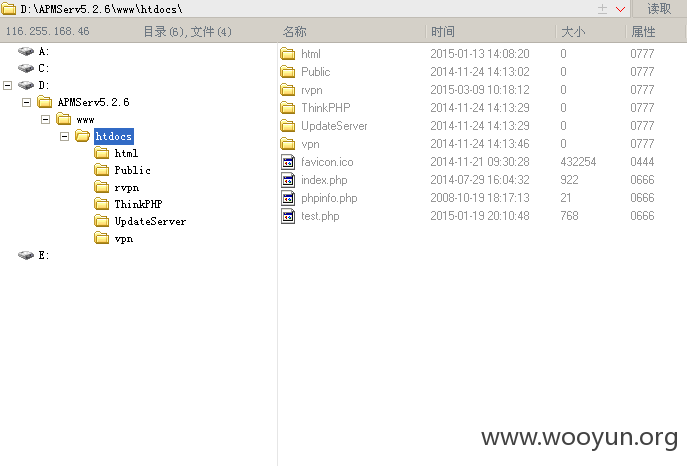 D:\APMServ5.2.6\www\htdocs\ 读取
116.255.168.46 目录(6),文件(4) 名称 时间 大小 属性
A:
C:
D:
APMServ5.2.6
www
htdocs
html
Public
rvpn
ThinkPHP
UpdateServer
vpn
E:
html 2015-01-13 14:08:20 0 0777
Public 2014-11-24 14:13:02 0 0777
rvpn 2015-03-09 10:18:12 0 0777
ThinkPHP 2014-11-24 14:13:29 0 0777
UpdateServer 2014-11-24 14:13:29 0 0777
vpn 2014-11-24 14:13:46 0 0777
favicon.ico 2014-11-21 09:30:28 432254 0444
index.php 2014-07-29 16:04:32 922 0666
phpinfo.php 2008-10-19 18:17:13 21 0666
test.php 2015-01-19 20:10:48 768 0666
www.wooyun.org